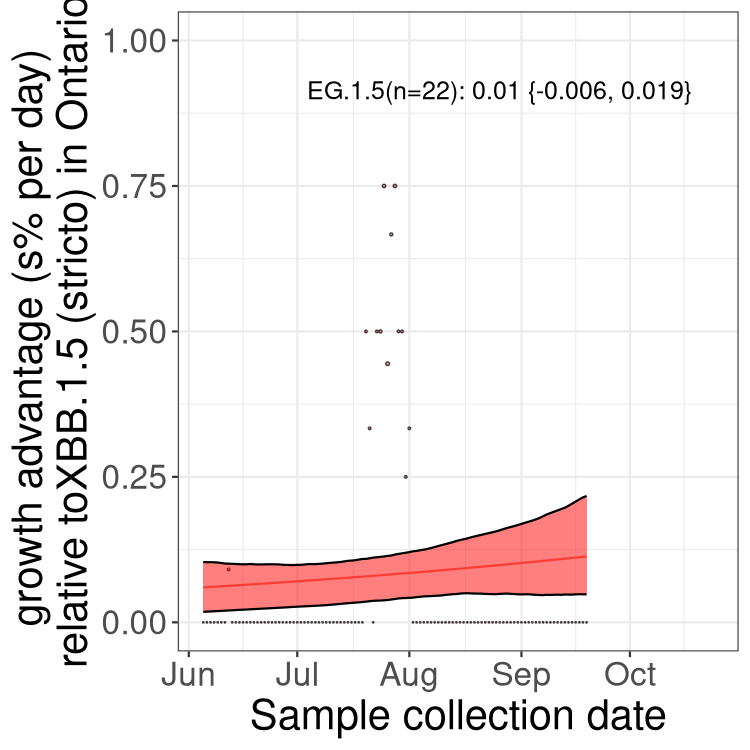 growth advantage (s% per day)
relative toXBB.1.5 (stricto) in Ontario
1.00
0.75
0.50
0.25
0.00
EG.1.5(n=22): 0.01 {-0.006, 0.019}
Jun Jul Aug Sep Oct
Sample collection date